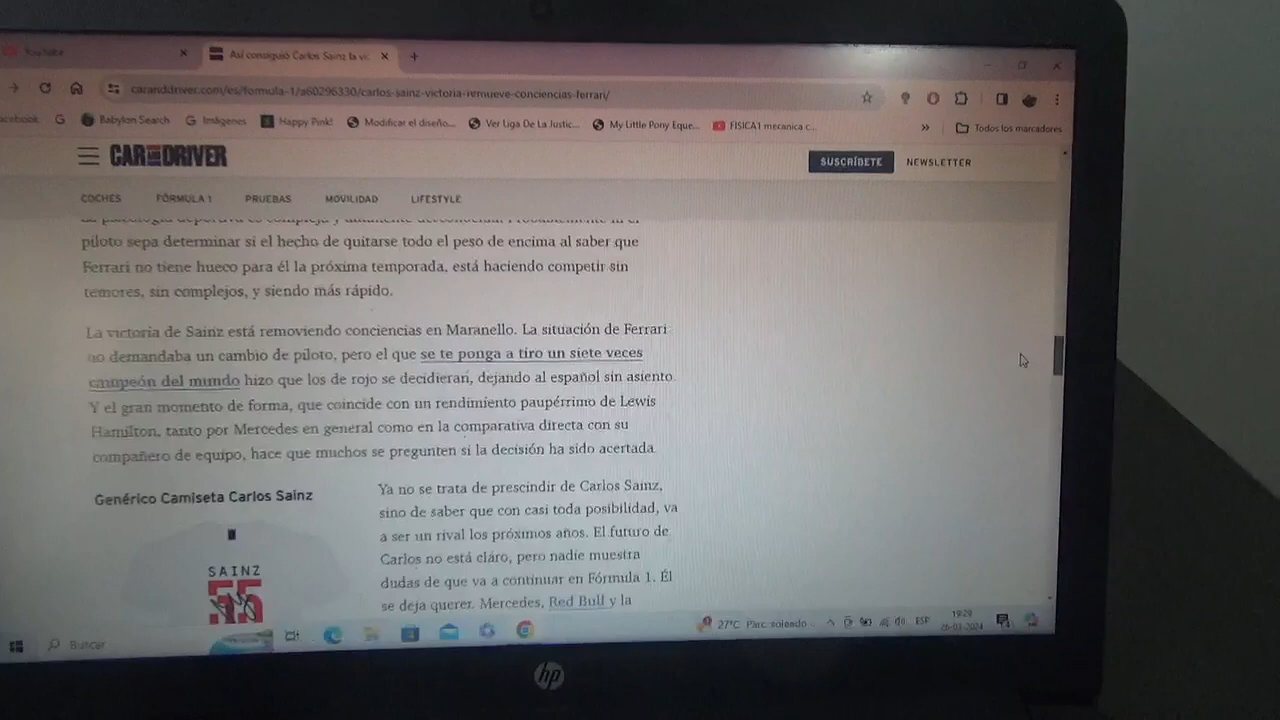 YouTube
Así consiguió Carlos Sainz la vi
caranddriver.com/es/formula-1/a60296330/carlos-sainz-victoria-remueve-conciencias-ferrari/
acebook
G
Babylon Search
G Imágenes
Happy Pink!
Modificar el diseño...
Ver Liga De La Justic...
My Little Pony Eque...
FISICA1 mecanica c...
»
Todos los marcadores
CAR AND DRIVER
SUSCRÍBETE
NEWSLETTER
COCHES
FÓRMULA 1
PRUEBAS
MOVILIDAD
LIFESTYLE
piloto sepa determinar si el hecho de quitarse todo el peso de encima al saber que
Ferrari no tiene hueco para él la próxima temporada, está haciendo competir sin
temores, sin complejos, y siendo más rápido.
La victoria de Sainz está removiendo conciencias en Maranello. La situación de Ferrari
no demandaba un cambio de piloto, pero el que se te ponga a tiro un siete veces
campeón del mundo hizo que los de rojo se decidieran, dejando al español sin asiento.
Y el gran momento de forma, que coincide con un rendimiento paupérrimo de Lewis
Hamilton, tanto por Mercedes en general como en la comparativa directa con su
compañero de equipo, hace que muchos se pregunten si la decisión ha sido acertada.
Genérico Camiseta Carlos Sainz
SAINZ
55
Ya no se trata de prescindir de Carlos Sainz,
sino de saber que con casi toda posibilidad, va
a ser un rival los próximos años. El futuro de
Carlos no está claro, pero nadie muestra
dudas de que va a continuar en Fórmula 1. Él
se deja querer. Mercedes, Red Bull y la
Buscar
27°C Parc. soleado
ESP
19:29
-03-2024
hp